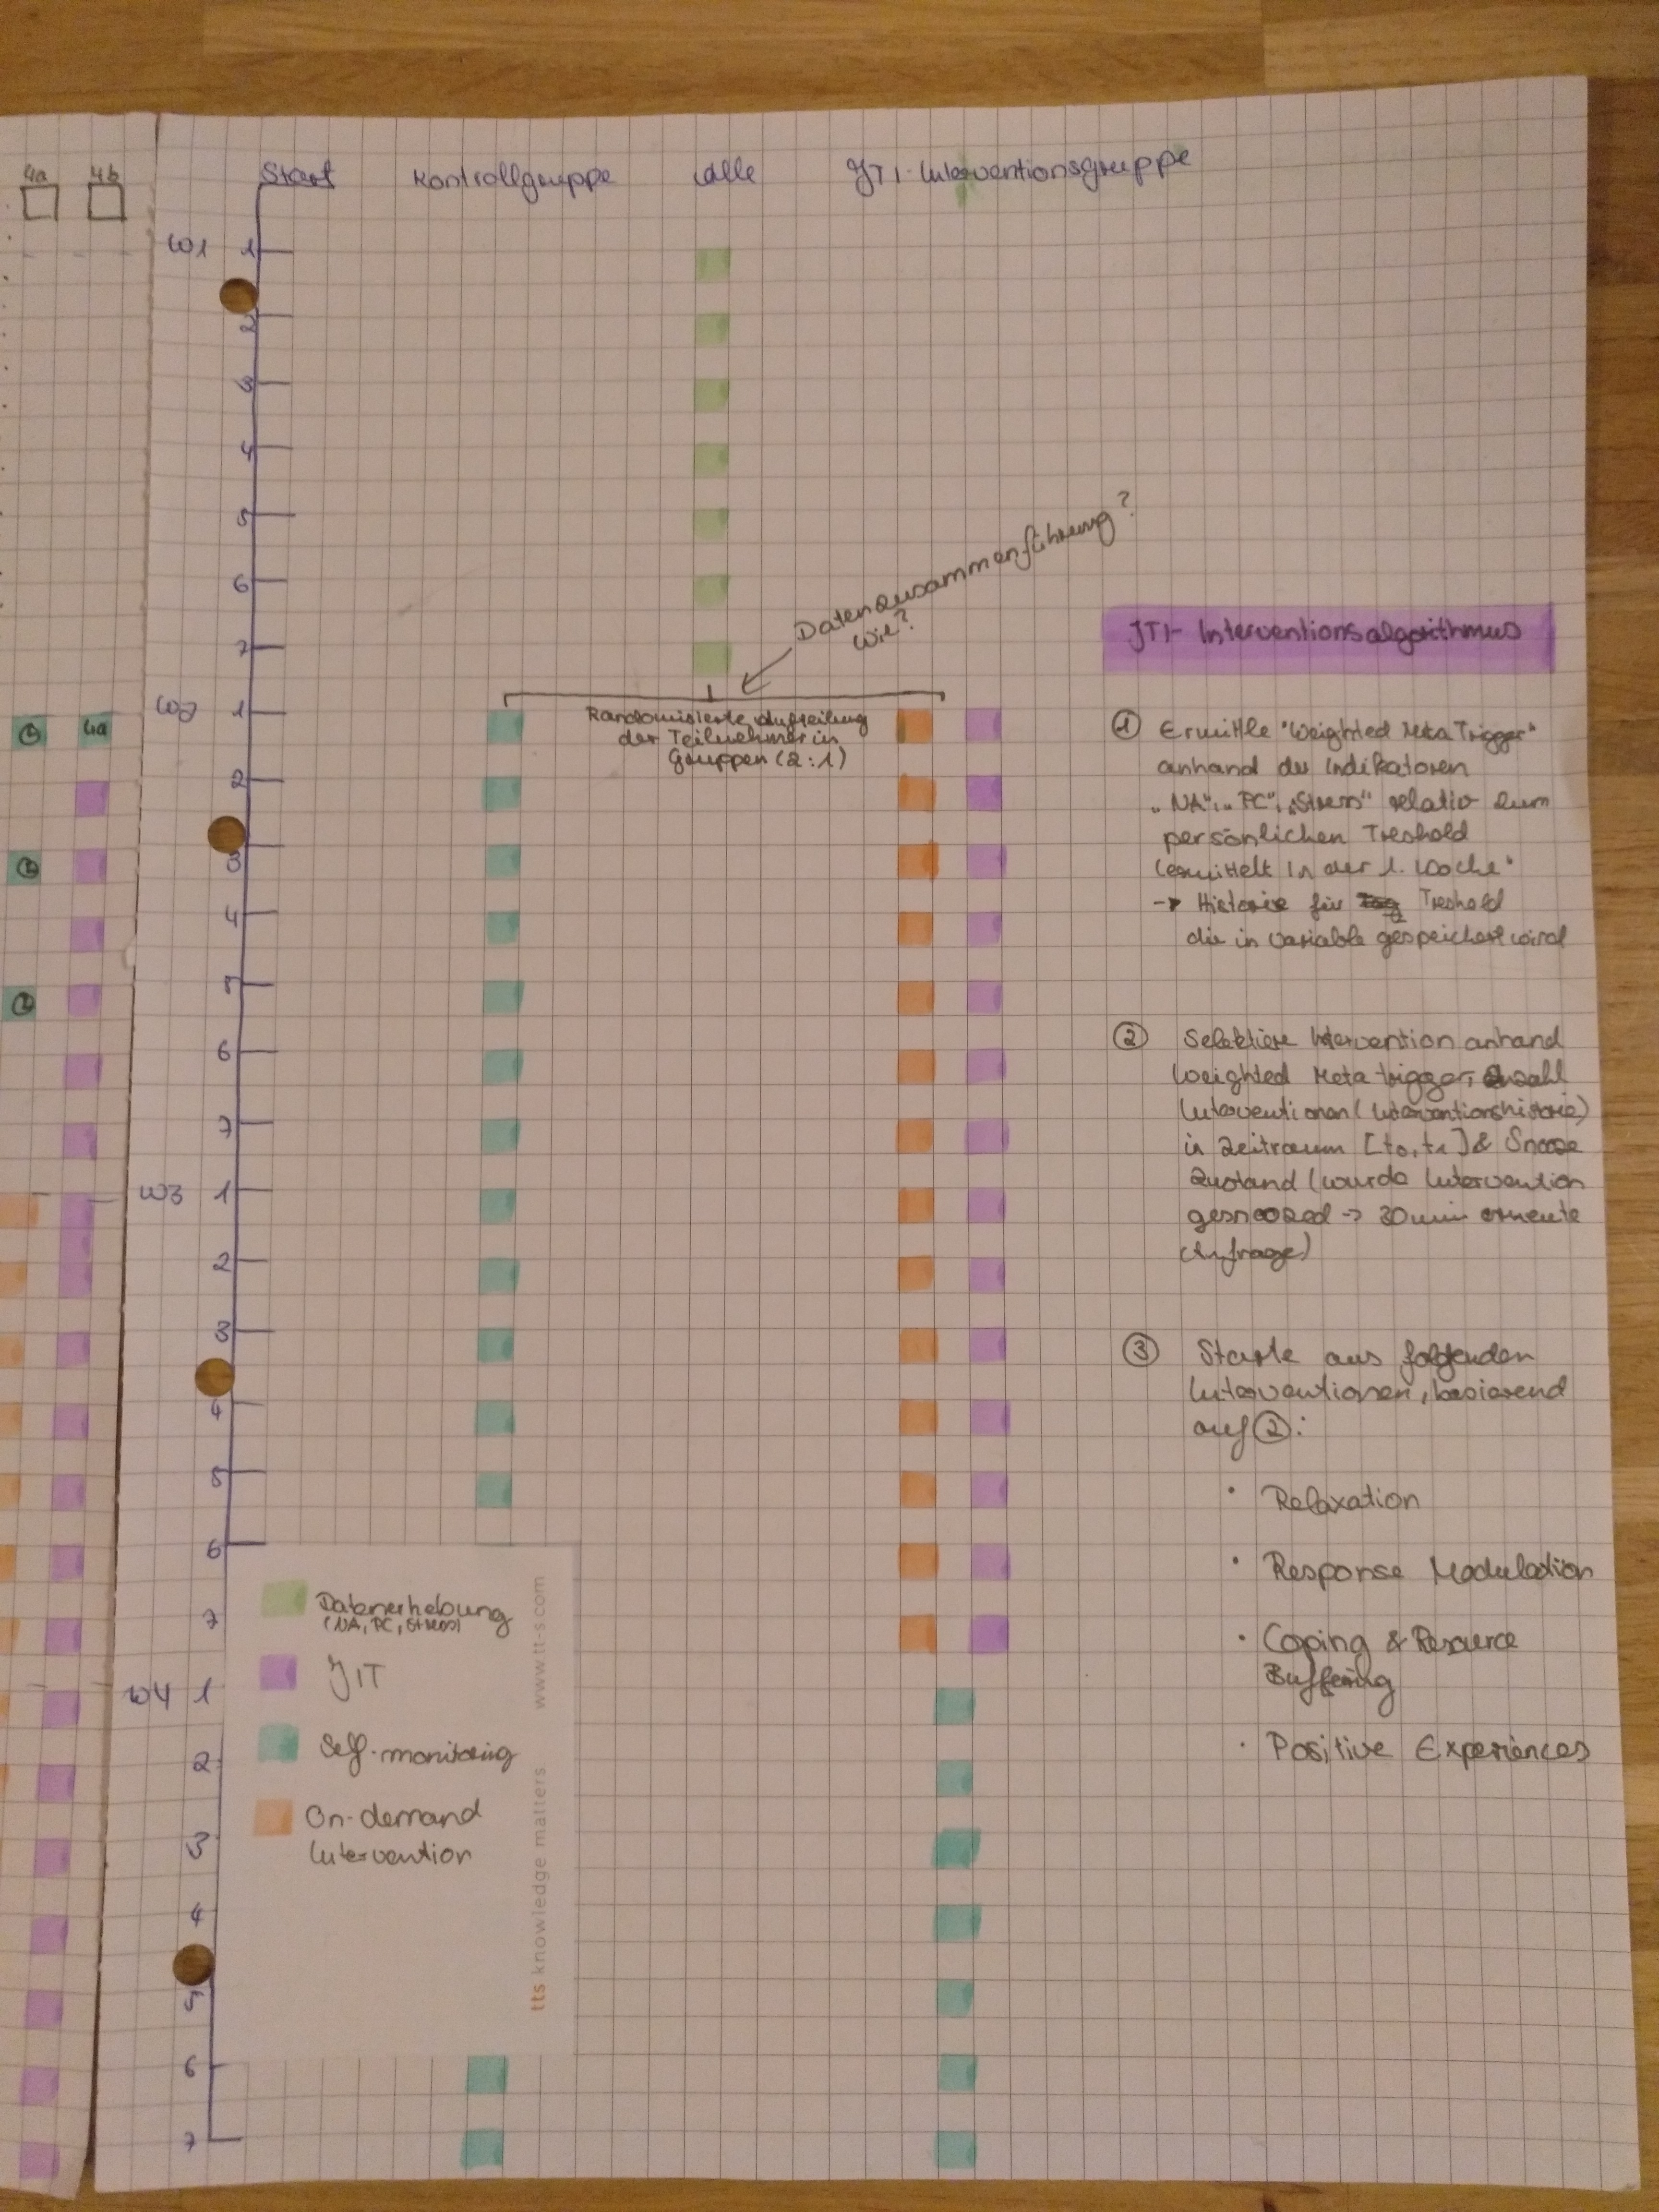 4a 4b
Start Kontrollgruppe Alle JTI-Interventionsgruppe
W1 1
2
3
4
5
6
7
Datenzusammenführung?
Wie?
JTI-Interventionsalgorithmus
W2 1
2
3
4
5
6
7
4a
Randomisierte Aufteilung
der Teilnehmer in
Gruppen (2:1)
① Ermittle "Weighted Meta Trigger"
anhand der Indikatoren
"NA", "PC", "Stress" relativ zum
persönlichen Treshold
(ermittelt in der 1. Woche"
→ Historie für Treshold
die in Variable gespeichert wird
② Selektiere Intervention anhand
Weighted Meta trigger, Anzahl
Interventionen (Interventionshistorie)
in Zeitraum [t0, t1] & Snooze
Zustand (wurde Intervention
gesnoozed → 30min erneute
Anfrage)
W3 1
2
3
4
5
6
7
③ Starte aus folgenden
Interventionen, basierend
auf ②:
• Relaxation
• Response Modulation
• Coping & Resource
Buffering
• Positive Experiences
W4 1
2
3
4
5
6
7
Datenerhebung
(NA, PC, Stress)
JIT
Self-monitoring
On-demand
Intervention
tts knowledge matters www.tt-s.com